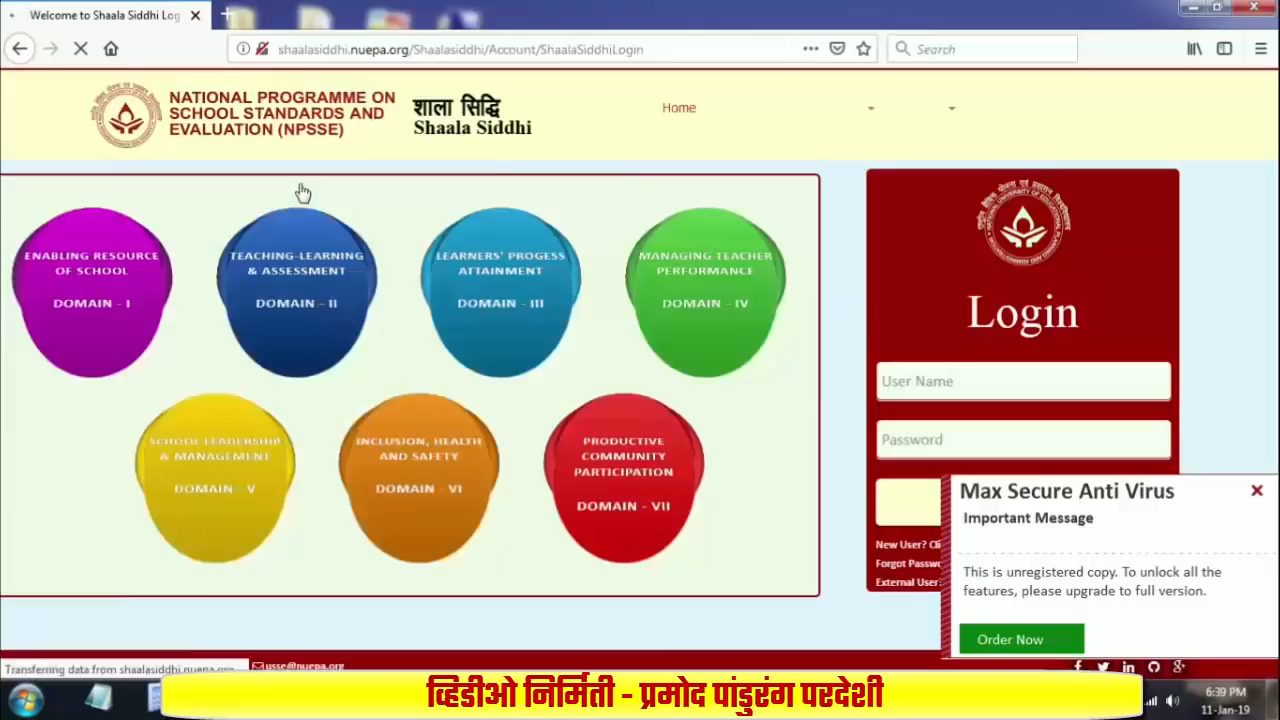 Welcome to Shaala Siddhi Log
shaalasiddhi.nuepa.org/Shaalasiddhi/Account/ShaalaSiddhiLogin
Search
NATIONAL PROGRAMME ON
SCHOOL STANDARDS AND
EVALUATION (NPSSE)
शाला सिद्धि
Shaala Siddhi
Home
ENABLING RESOURCE
OF SCHOOL
DOMAIN - I
TEACHING-LEARNING
& ASSESSMENT
DOMAIN - II
LEARNERS' PROGESS
ATTAINMENT
DOMAIN - III
MANAGING TEACHER
PERFORMANCE
DOMAIN - IV
SCHOOL LEADERSHIP
& MANAGEMENT
DOMAIN - V
INCLUSION, HEALTH
AND SAFETY
DOMAIN - VI
PRODUCTIVE
COMMUNITY
PARTICIPATION
DOMAIN - VII
Login
User Name
Password
New User? Cli
Forgot Passwo
External User?
Max Secure Anti Virus
Important Message
This is unregistered copy. To unlock all the
features, please upgrade to full version.
Order Now
Transferring data from shaalasiddhi.nuepa.org...
usse@nuepa.org
व्हिडीओ निर्मिती - प्रमोद पांडुरंग परदेशी
6:39 PM
11-Jan-19